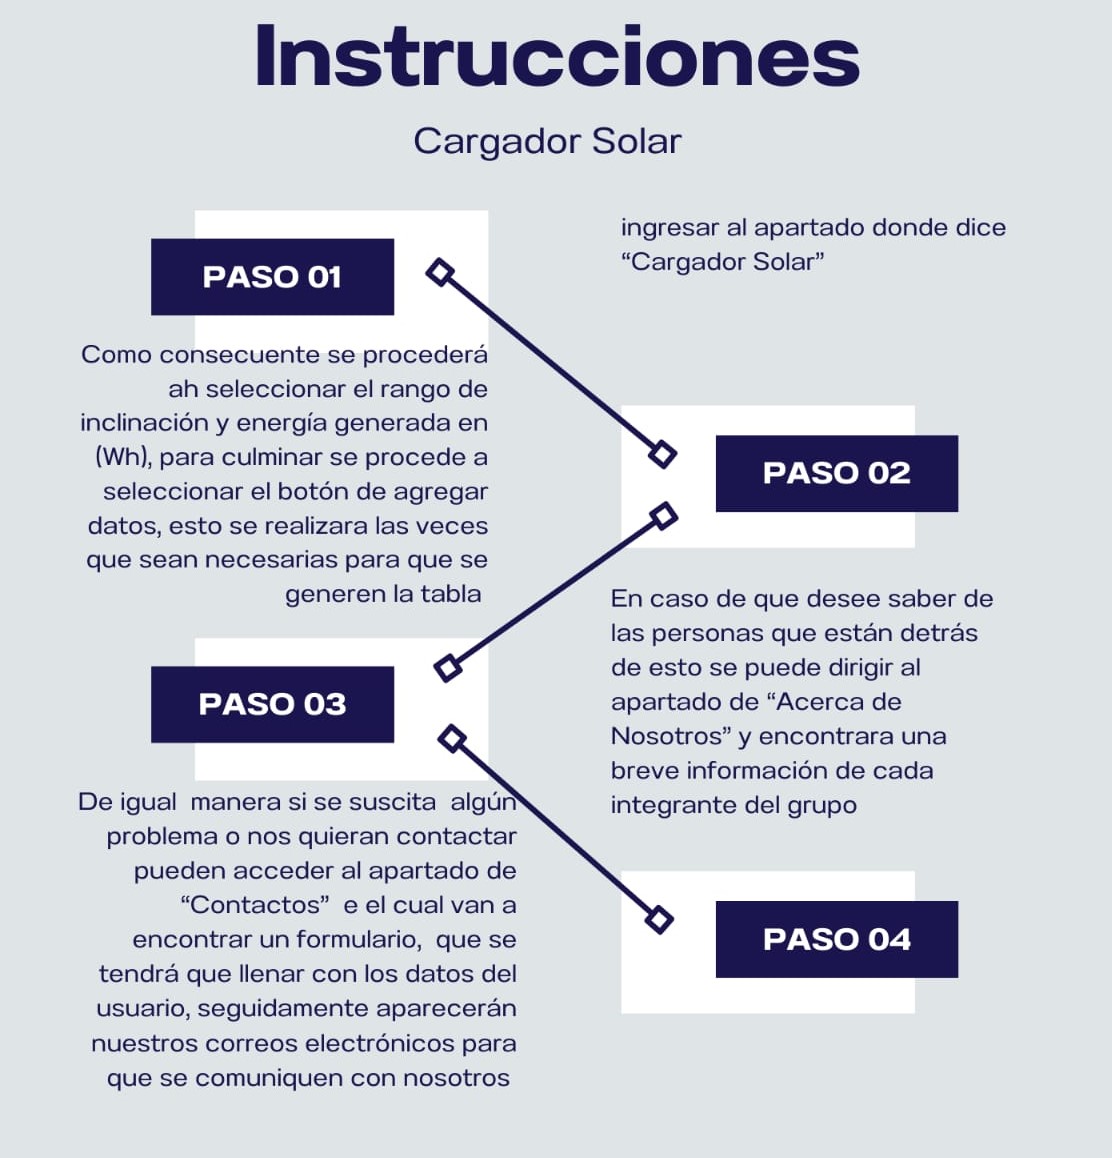 Instrucciones
Cargador Solar
PASO 01
ingresar al apartado donde dice
“Cargador Solar”
PASO 02
Como consecuente se procederá
ah seleccionar el rango de
inclinación y energía generada en
(Wh), para culminar se procede a
seleccionar el botón de agregar
datos, esto se realizara las veces
que sean necesarias para que se
generen la tabla
PASO 03
En caso de que desee saber de
las personas que están detrás
de esto se puede dirigir al
apartado de “Acerca de
Nosotros” y encontrara una
breve información de cada
integrante del grupo
PASO 04
De igual manera si se suscita algún
problema o nos quieran contactar
pueden acceder al apartado de
“Contactos” e el cual van a
encontrar un formulario, que se
tendrá que llenar con los datos del
usuario, seguidamente aparecerán
nuestros correos electrónicos para
que se comuniquen con nosotros